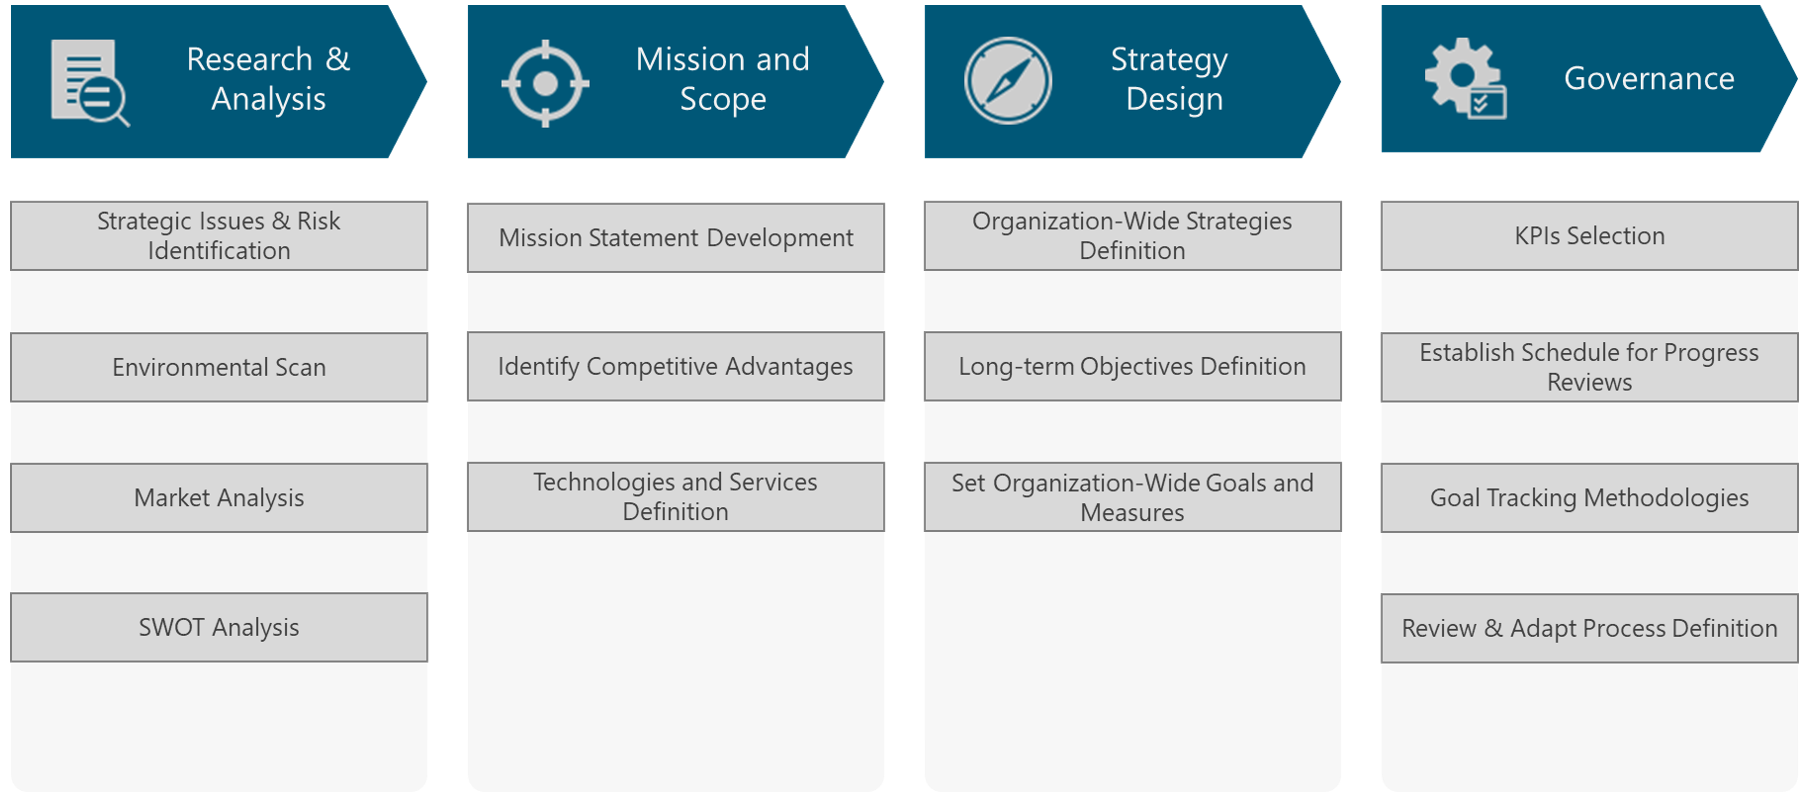 Research &
Analysis
Strategic Issues & Risk
Identification
Environmental Scan
Market Analysis
SWOT Analysis
Mission and
Scope
Mission Statement Development
Identify Competitive Advantages
Technologies and Services
Definition
Strategy
Design
Organization-Wide Strategies
Definition
Long-term Objectives Definition
Set Organization-Wide Goals and
Measures
Governance
KPIs Selection
Establish Schedule for Progress
Reviews
Goal Tracking Methodologies
Review & Adapt Process Definition